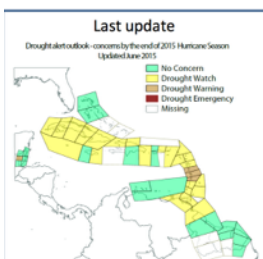 Last update
Drought alert outlook - concerns by the end of 2015 Hurricane Season
Updated June 2015
No Concern
Drought Watch
Drought Warning
Drought Emergency
Missing